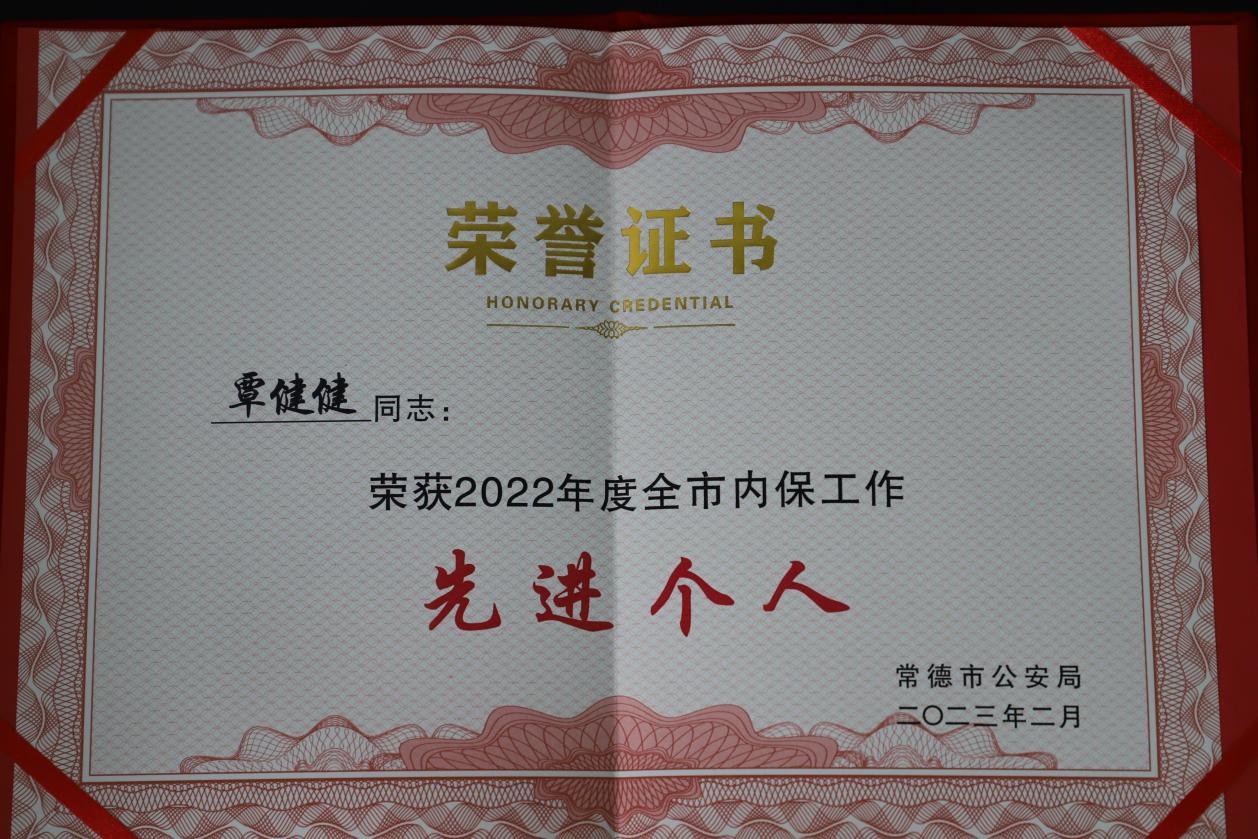 荣誉证书
HONORARY CREDENTIAL
覃健健同志：
荣获2022年度全市内保工作
先进个人
常德市公安局
二〇二三年二月